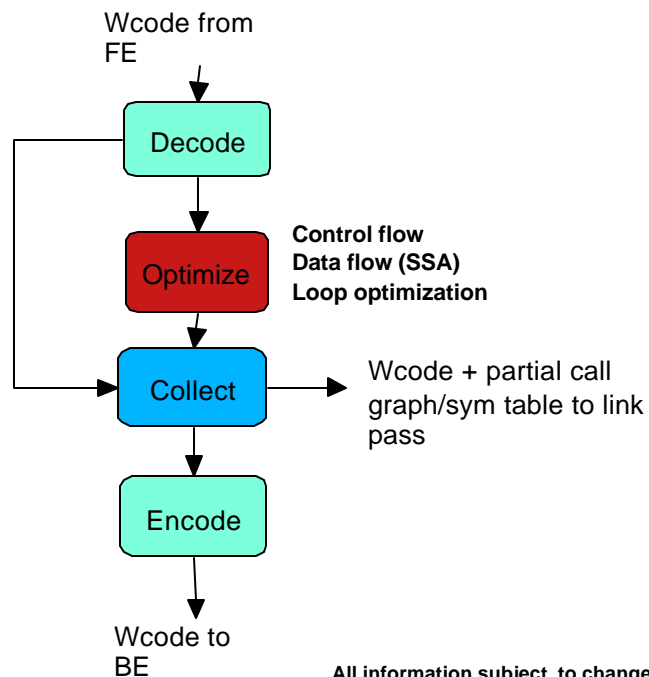 Wcode from
FE
Decode
Optimize
Control flow
Data flow (SSA)
Loop optimization
Collect
Wcode + partial call
graph/sym table to link
pass
Encode
Wcode to
BE
All information subject to change